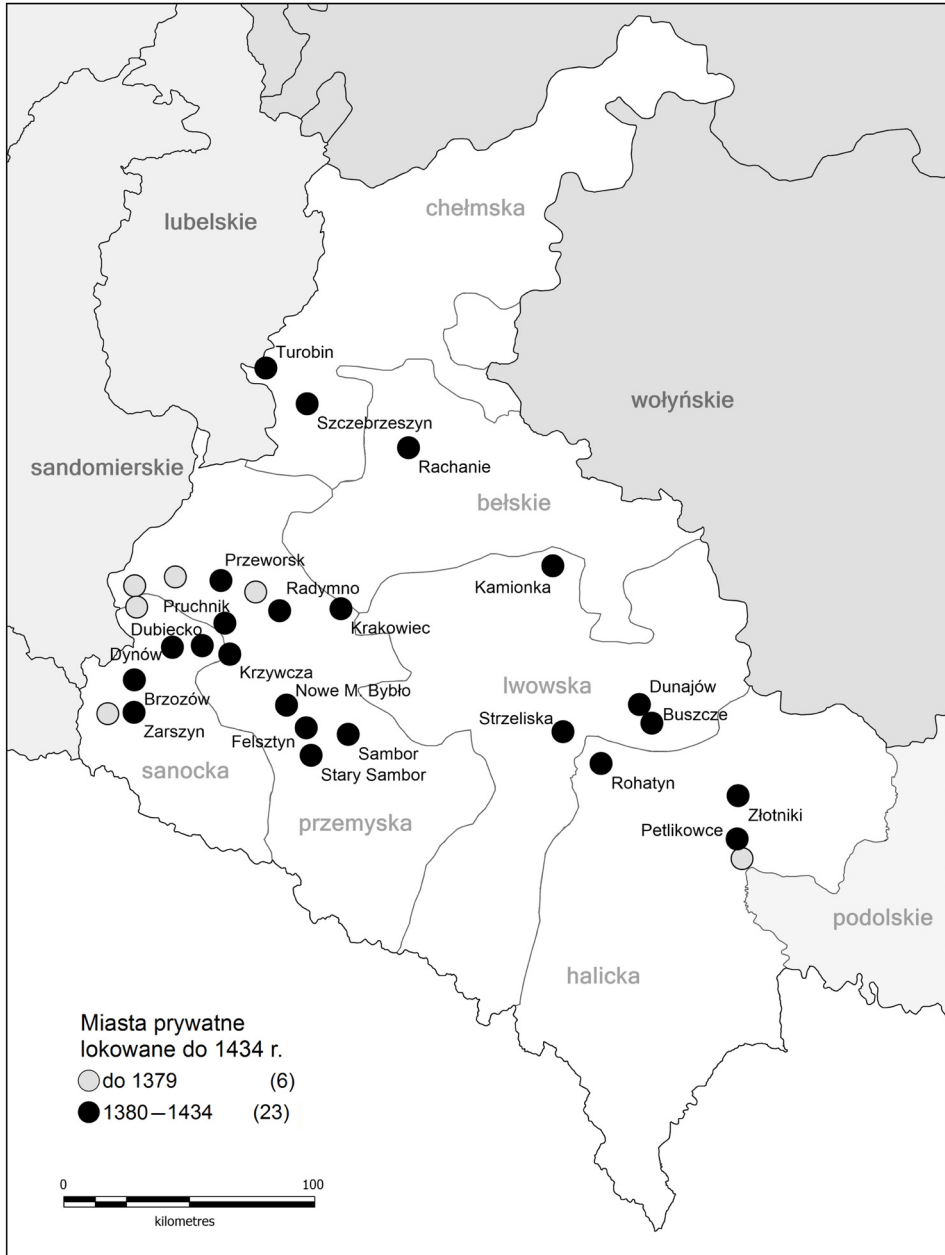 chełmska
lubelskie
Turobin
wołyńskie
Szczebrzeszyn
sandomierskie
Rachanie
bełskie
Przeworsk
Kamionka
Radymno
Pruchnik
Krakowiec
Dubiecko
Dynów
Krzywcza
Nowe M. Bybło
lwowska
Dunajów
Brzozów
Buszcze
Strzeliska
Zarszyn
Felsztyn
Sambor
sanocka
Stary Sambor
Rohatyn
Złotniki
przemyska
Petlikowce
podolskie
halicka
Miasta prywatne
lokowane do 1434 r.
do 1379 (6)
1380—1434 (23)
0 100
kilometres